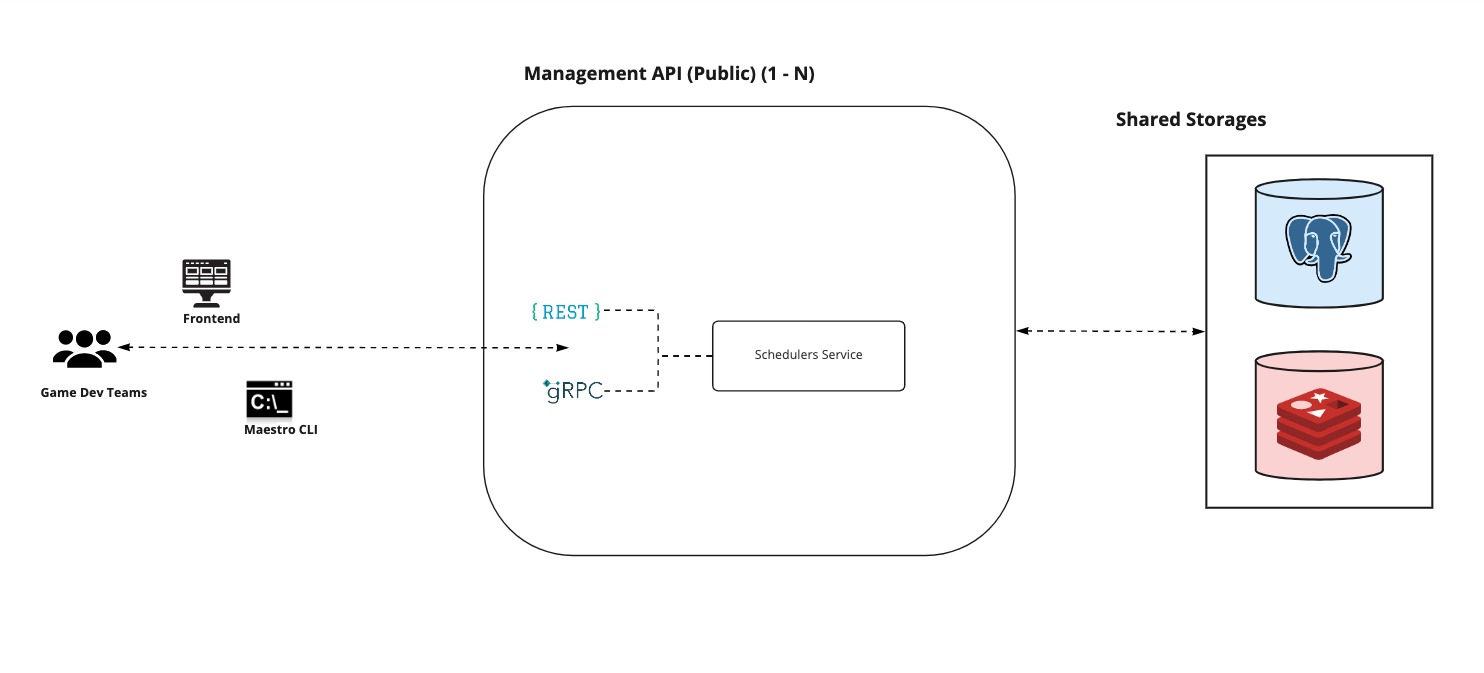 Management API (Public) (1 - N)
Shared Storages
Frontend
{ REST }
Schedulers Service
Game Dev Teams
gRPC
C:\_
Maestro CLI